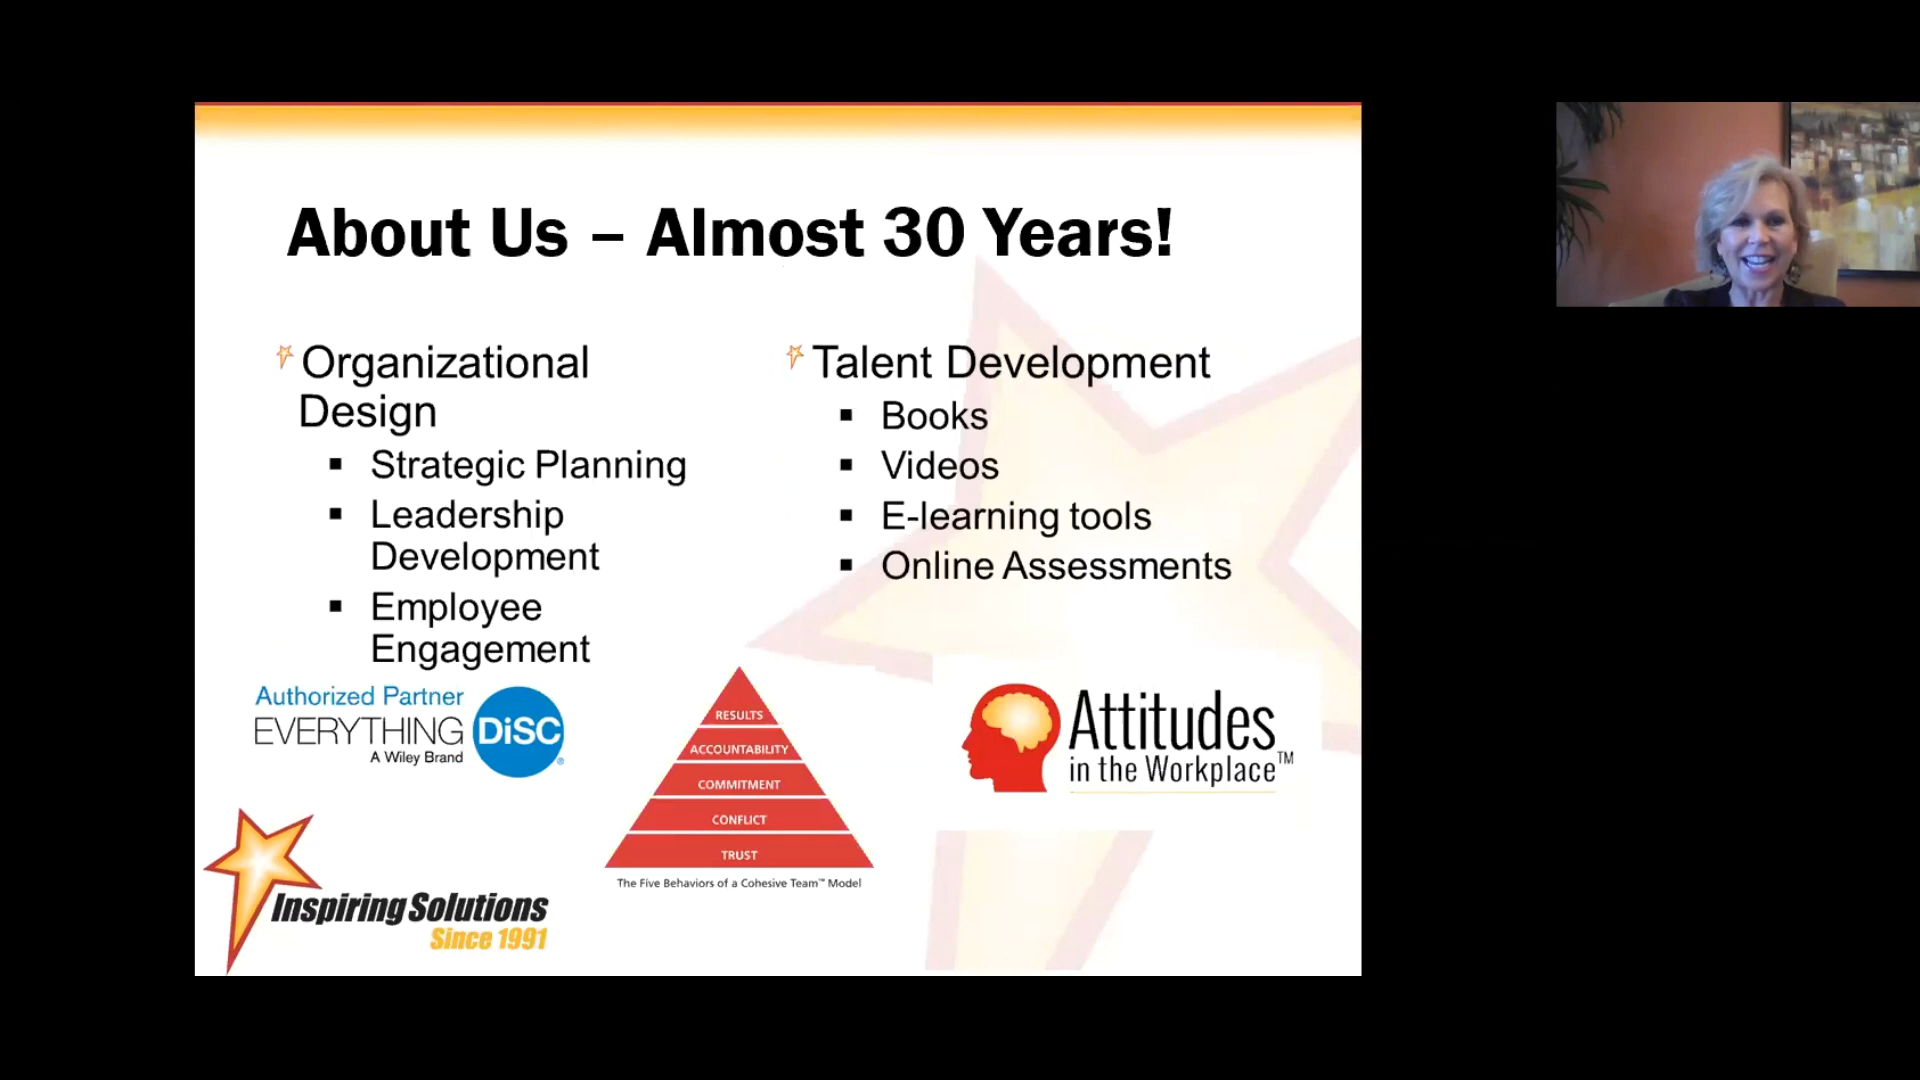 About Us – Almost 30 Years!
Organizational
Design
▪ Strategic Planning
▪ Leadership
Development
▪ Employee
Engagement
Talent Development
▪ Books
▪ Videos
▪ E-learning tools
▪ Online Assessments
Authorized Partner
EVERYTHING DiSC®
A Wiley Brand
RESULTS
ACCOUNTABILITY
COMMITMENT
CONFLICT
TRUST
The Five Behaviors of a Cohesive Team™ Model
Attitudes
in the Workplace™
Inspiring Solutions
Since 1991